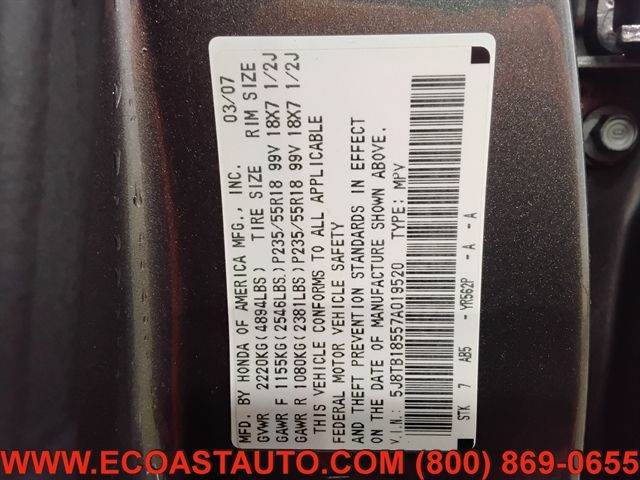 MFD. BY HONDA OF AMERICA MFG., INC. 03/07
GVWR 2220KG(4894LBS) TIRE SIZE RIM SIZE
GAWR F 1155KG(2546LBS)P235/55R18 99V 18X7 1/2J
GAWR R 1080KG(2381LBS)P235/55R18 99V 18X7 1/2J
THIS VEHICLE CONFORMS TO ALL APPLICABLE
FEDERAL MOTOR VEHICLE SAFETY
AND THEFT PREVENTION STANDARDS IN EFFECT
ON THE DATE OF MANUFACTURE SHOWN ABOVE.
V.I.N.: 5J8TB18557A019520 TYPE: MPV
STK 7 AB5 - YR562P - A - A
WWW.ECOASTAUTO.COM (800) 869-0655